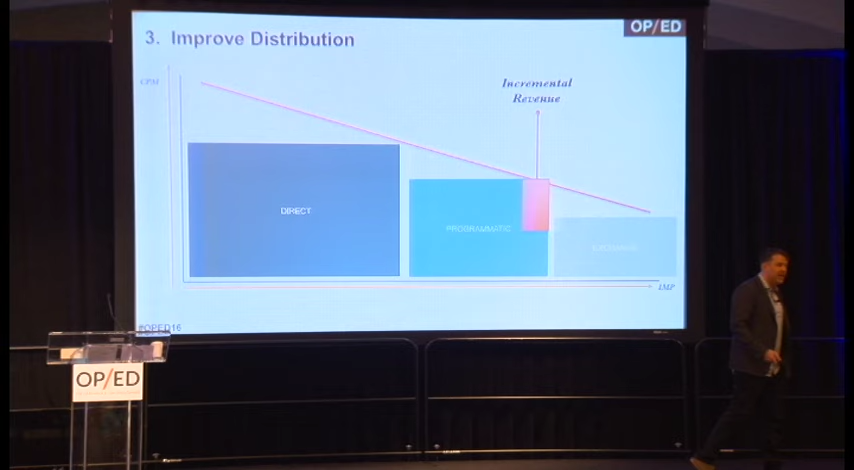 3. Improve Distribution
OP/ED
CPM
Incremental
Revenue
DIRECT
PROGRAMMATIC
IMP
#OPED16
OP/ED